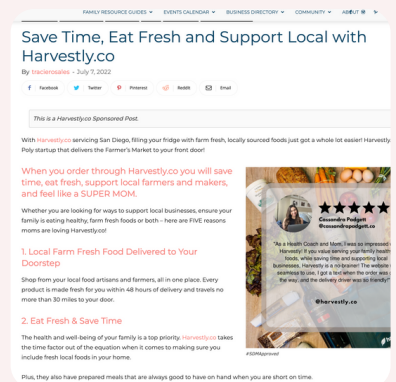 FAMILY RESOURCE GUIDES EVENTS CALENDAR BUSINESS DIRECTORY COMMUNITY ABOUT
Save Time, Eat Fresh and Support Local with
Harvestly.co
By tracierosales – July 7, 2022
Facebook Twitter Pinterest Reddit Email
This is a Harvestly.co Sponsored Post.
With Harvestly.co servicing San Diego, filling your fridge with farm fresh, locally sourced foods just got a whole lot easier! Harvestly
Poly startup that delivers the Farmer's Market to your front door!
When you order through Harvestly.co you will save
time, eat fresh, support local farmers and makers,
and feel like a SUPER MOM.
Whether you are looking for ways to support local businesses, ensure your
family is eating healthy, farm fresh foods or both – here are FIVE reasons
moms are loving Harvestly.co!
1. Local Farm Fresh Food Delivered to Your
Doorstep
Shop from your local food artisans and farmers, all in one place. Every
product is made fresh for you within 48 hours of delivery and travels no
more than 30 miles to your door.
2. Eat Fresh & Save Time
The health and well-being of your family is a top priority. Harvestly.co takes
the time factor out of the equation when it comes to making sure you
include fresh local foods in your home.
Cassandra Padgett
@cassandrapadgett.co
"As a Health Coach and Mom, I was so impressed
Harvestly! If you value serving your family health
foods, while saving time and supporting local
businesses, Harvestly is a no-brainer! The website
seamless to use, I got a text when the order was
the way, and the delivery driver was so friendly!"
@harvestly.co
#SDMApproved
Plus, they also have prepared meals that are always good to have on hand when you are short on time.